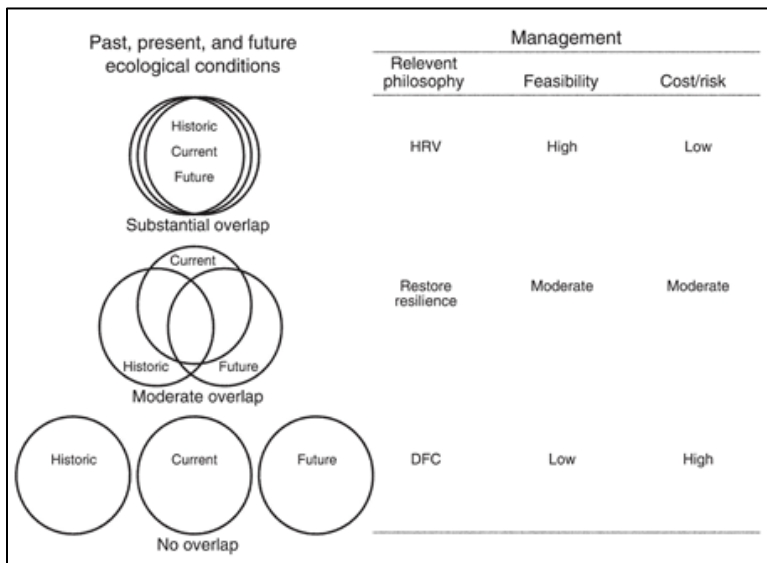 Past, present, and future
ecological conditions
Management
Relevent
philosophy
Feasibility
Cost/risk
Historic
Current
Future
Substantial overlap
HRV
High
Low
Current
Historic
Future
Moderate overlap
Restore
resilience
Moderate
Moderate
Historic
Current
Future
No overlap
DFC
Low
High